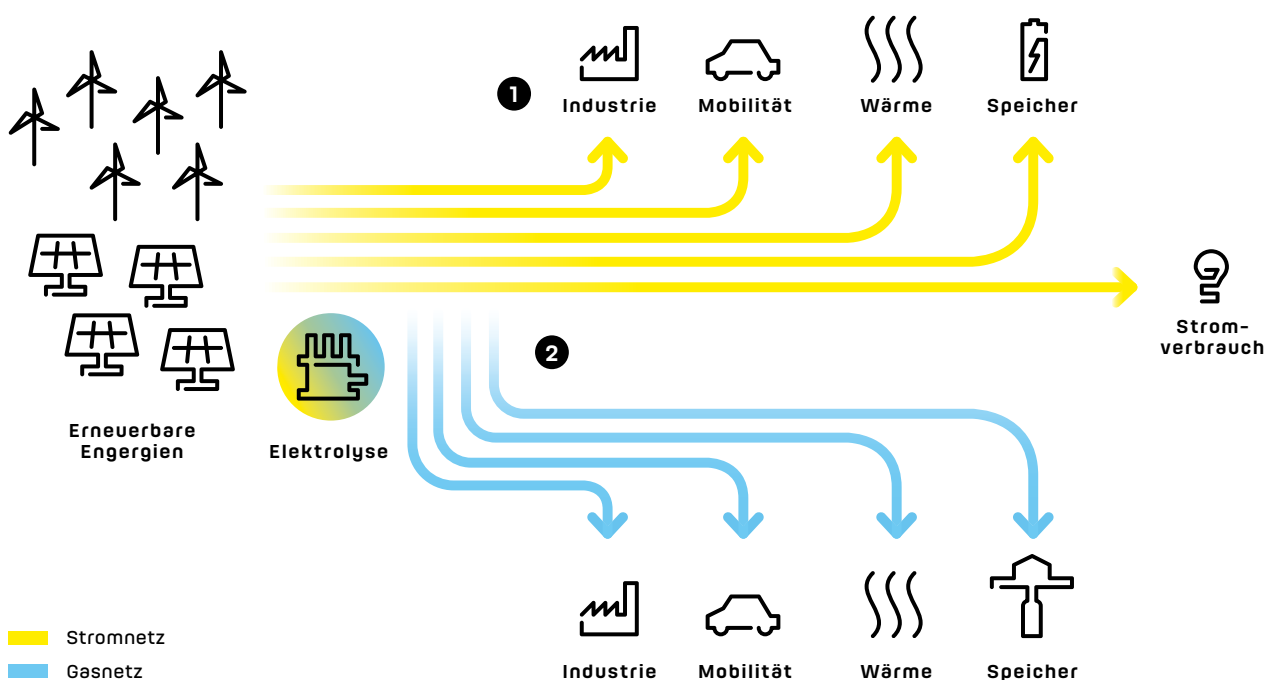 1
Industrie
Mobilität
Wärme
Speicher
Strom-
verbrauch
2
Erneuerbare
Engergien
Elektrolyse
Stromnetz
Gasnetz
Industrie
Mobilität
Wärme
Speicher